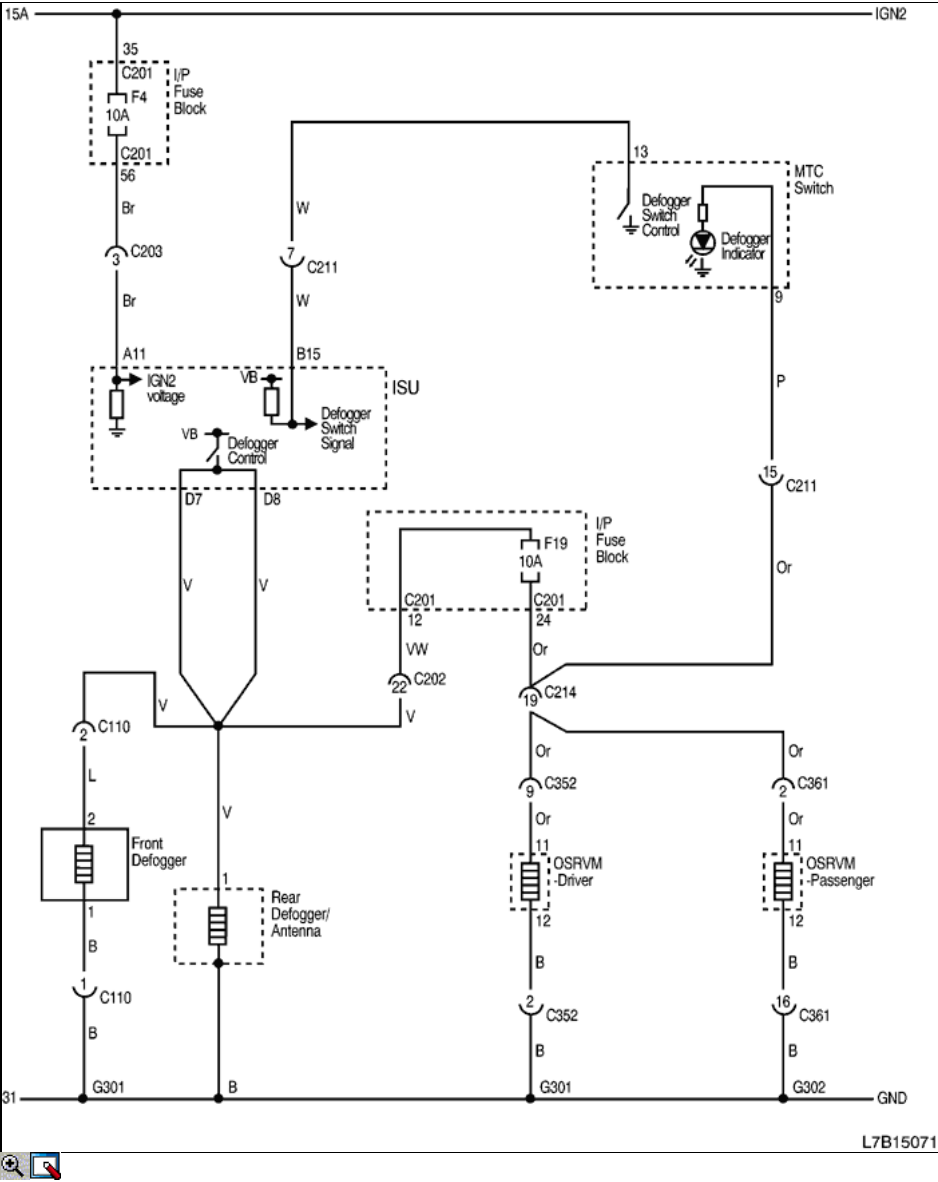 15A
IGN2
35
C201
I/P
Fuse
Block
F4
10A
C201
56
Br
C203
3
Br
A11
W
7
C211
W
B15
13
MTC
Switch
Defogger
Switch
Control
Defogger
Indicator
9
P
15
C211
Or
IGN2
voltage
VB
Defogger
Switch
Signal
ISU
VB
Defogger
Control
D7
D8
V
V
I/P
Fuse
Block
F19
10A
C201
C201
12
24
VW
Or
C202
22
V
C214
19
V
C110
2
L
2
Front
Defogger
1
B
1
C110
B
V
1
Rear
Defogger/
Antenna
Or
C352
9
Or
11
OSRVM
-Driver
12
B
2
C352
B
Or
C361
2
Or
11
OSRVM
-Passenger
12
B
16
C361
B
31
G301
B
G301
G302
GND
L7B15071